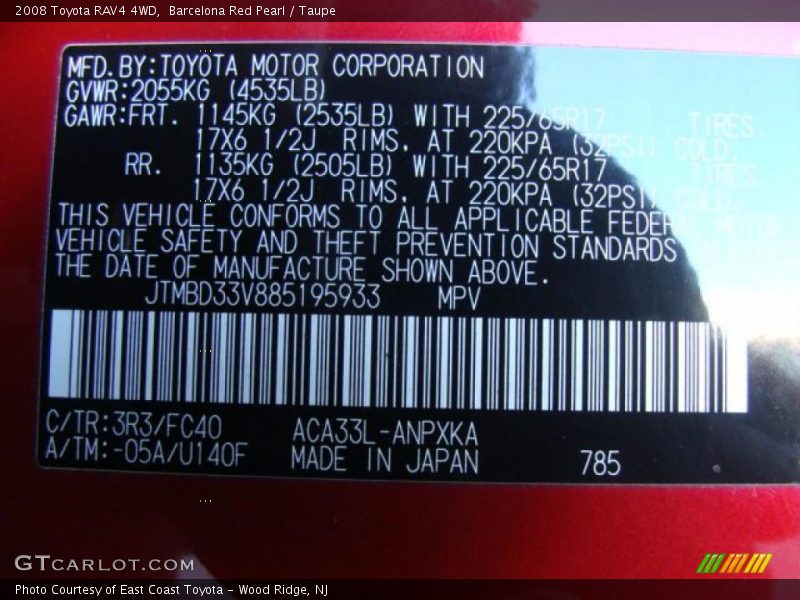 2008 Toyota RAV4 4WD,  Barcelona Red Pearl / Taupe
MFD.BY:TOYOTA MOTOR CORPORATION
GVWR:2055KG (4535LB)
GAWR:FRT. 1145KG (2535LB) WITH 225/65R17 TIRES.
17X6 1/2J RIMS, AT 220KPA (32PSI) COLD.
RR. 1135KG (2505LB) WITH 225/65R17 TIRES.
17X6 1/2J RIMS, AT 220KPA (32PSI) COLD.
THIS VEHICLE CONFORMS TO ALL APPLICABLE FEDERAL MOTOR
VEHICLE SAFETY AND THEFT PREVENTION STANDARDS
THE DATE OF MANUFACTURE SHOWN ABOVE.
JTMBD33V885195933 MPV
C/TR:3R3/FC40 ACA33L-ANPXKA
A/TM:-05A/U140F MADE IN JAPAN 785
GTCARLOT.COM
Photo Courtesy of East Coast Toyota - Wood Ridge, NJ